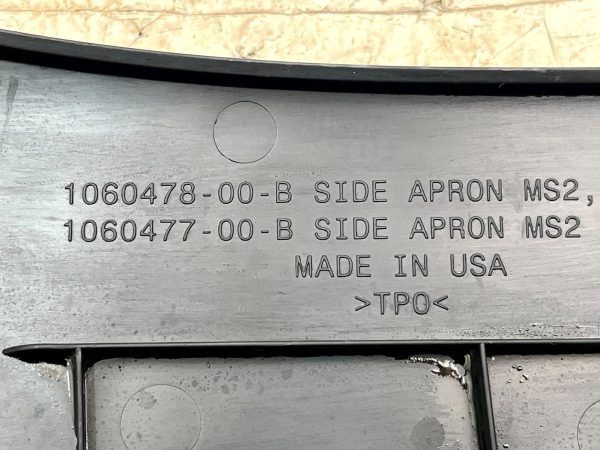 1060478-00-B SIDE APRON MS2,
1060477-00-B SIDE APRON MS2
MADE IN USA
>TPO<